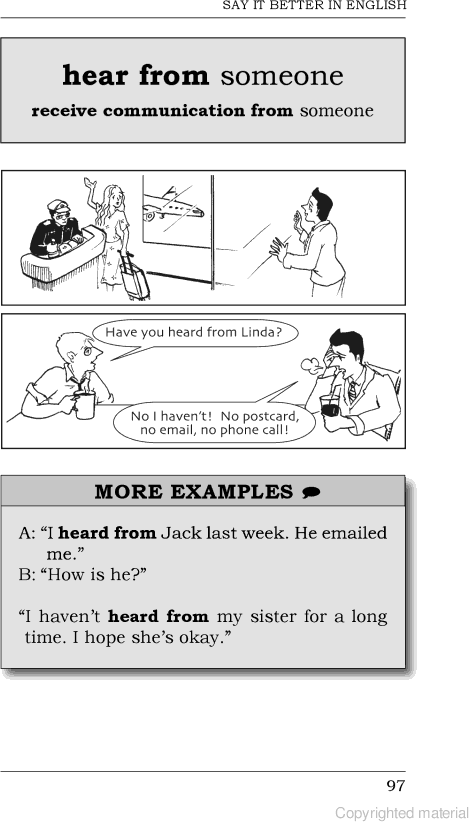 SAY IT BETTER IN ENGLISH
hear from someone
receive communication from someone
Have you heard from Linda?
No I haven't! No postcard,
no email, no phone call!
MORE EXAMPLES
A: “I heard from Jack last week. He emailed
me.”
B: “How is he?”
“I haven’t heard from my sister for a long
time. I hope she’s okay.”
97
Copyrighted material